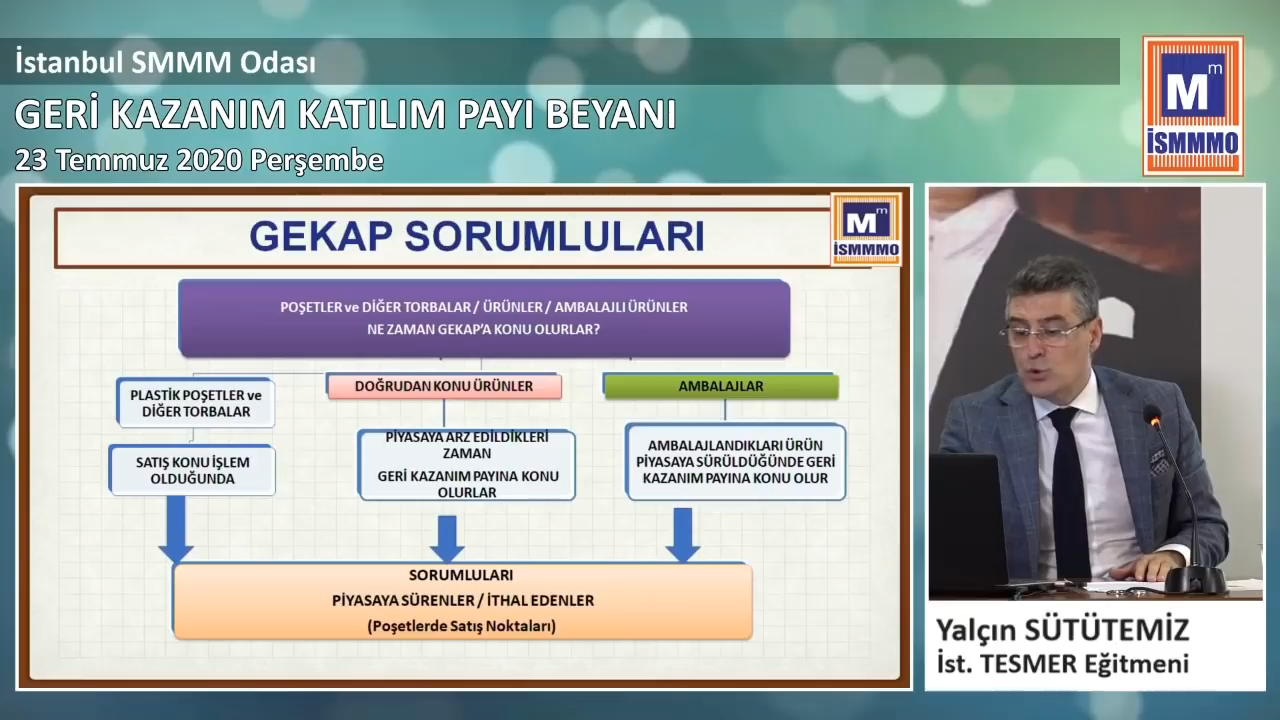 İstanbul SMMM Odası
GERİ KAZANIM KATILIM PAYI BEYANI
23 Temmuz 2020 Perşembe
M m
İSMMMO
GEKAP SORUMLULARI
M m
İSMMMO
POŞETLER ve DİĞER TORBALAR / ÜRÜNLER / AMBALAJLI ÜRÜNLER
NE ZAMAN GEKAP'A KONU OLURLAR?
PLASTİK POŞETLER ve
DİĞER TORBALAR
SATIŞ KONU İŞLEM
OLDUĞUNDA
DOĞRUDAN KONU ÜRÜNLER
PİYASAYA ARZ EDİLDİKLERİ
ZAMAN
GERİ KAZANIM PAYINA KONU
OLURLAR
AMBALAJLAR
AMBALAJLANDIKLARI ÜRÜN
PİYASAYA SÜRÜLDÜĞÜNDE GERİ
KAZANIM PAYINA KONU OLUR
SORUMLULARI
PİYASAYA SÜRENLER / İTHAL EDENLER
(Poşetlerde Satış Noktaları)
Yalçın SÜTÜTEMİZ
İst. TESMER Eğitmeni